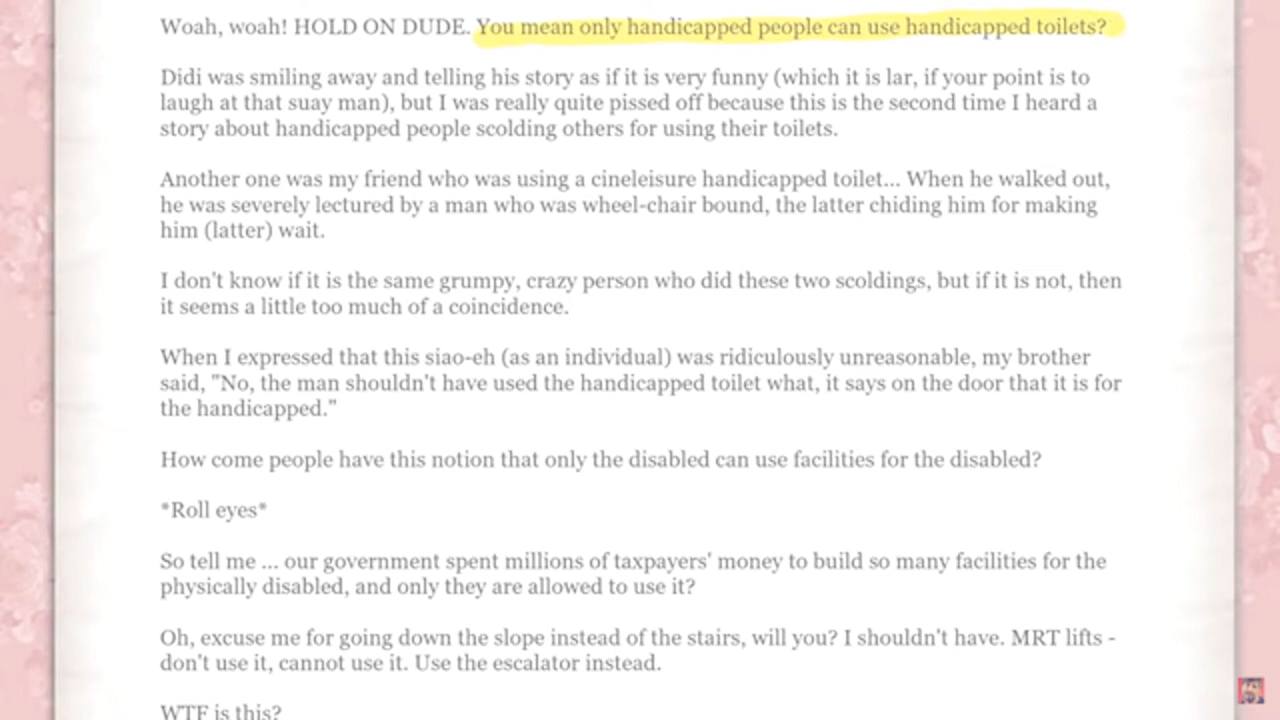 Woah, woah! HOLD ON DUDE. You mean only handicapped people can use handicapped toilets?
Didi was smiling away and telling his story as if it is very funny (which it is lar, if your point is to
laugh at that suay man), but I was really quite pissed off because this is the second time I heard a
story about handicapped people scolding others for using their toilets.
Another one was my friend who was using a cineleisure handicapped toilet... When he walked out,
he was severely lectured by a man who was wheel-chair bound, the latter chiding him for making
him (latter) wait.
I don't know if it is the same grumpy, crazy person who did these two scoldings, but if it is not, then
it seems a little too much of a coincidence.
When I expressed that this siao-eh (as an individual) was ridiculously unreasonable, my brother
said, "No, the man shouldn't have used the handicapped toilet what, it says on the door that it is for
the handicapped."
How come people have this notion that only the disabled can use facilities for the disabled?
*Roll eyes*
So tell me ... our government spent millions of taxpayers' money to build so many facilities for the
physically disabled, and only they are allowed to use it?
Oh, excuse me for going down the slope instead of the stairs, will you? I shouldn't have. MRT lifts -
don't use it, cannot use it. Use the escalator instead.
WTF is this?